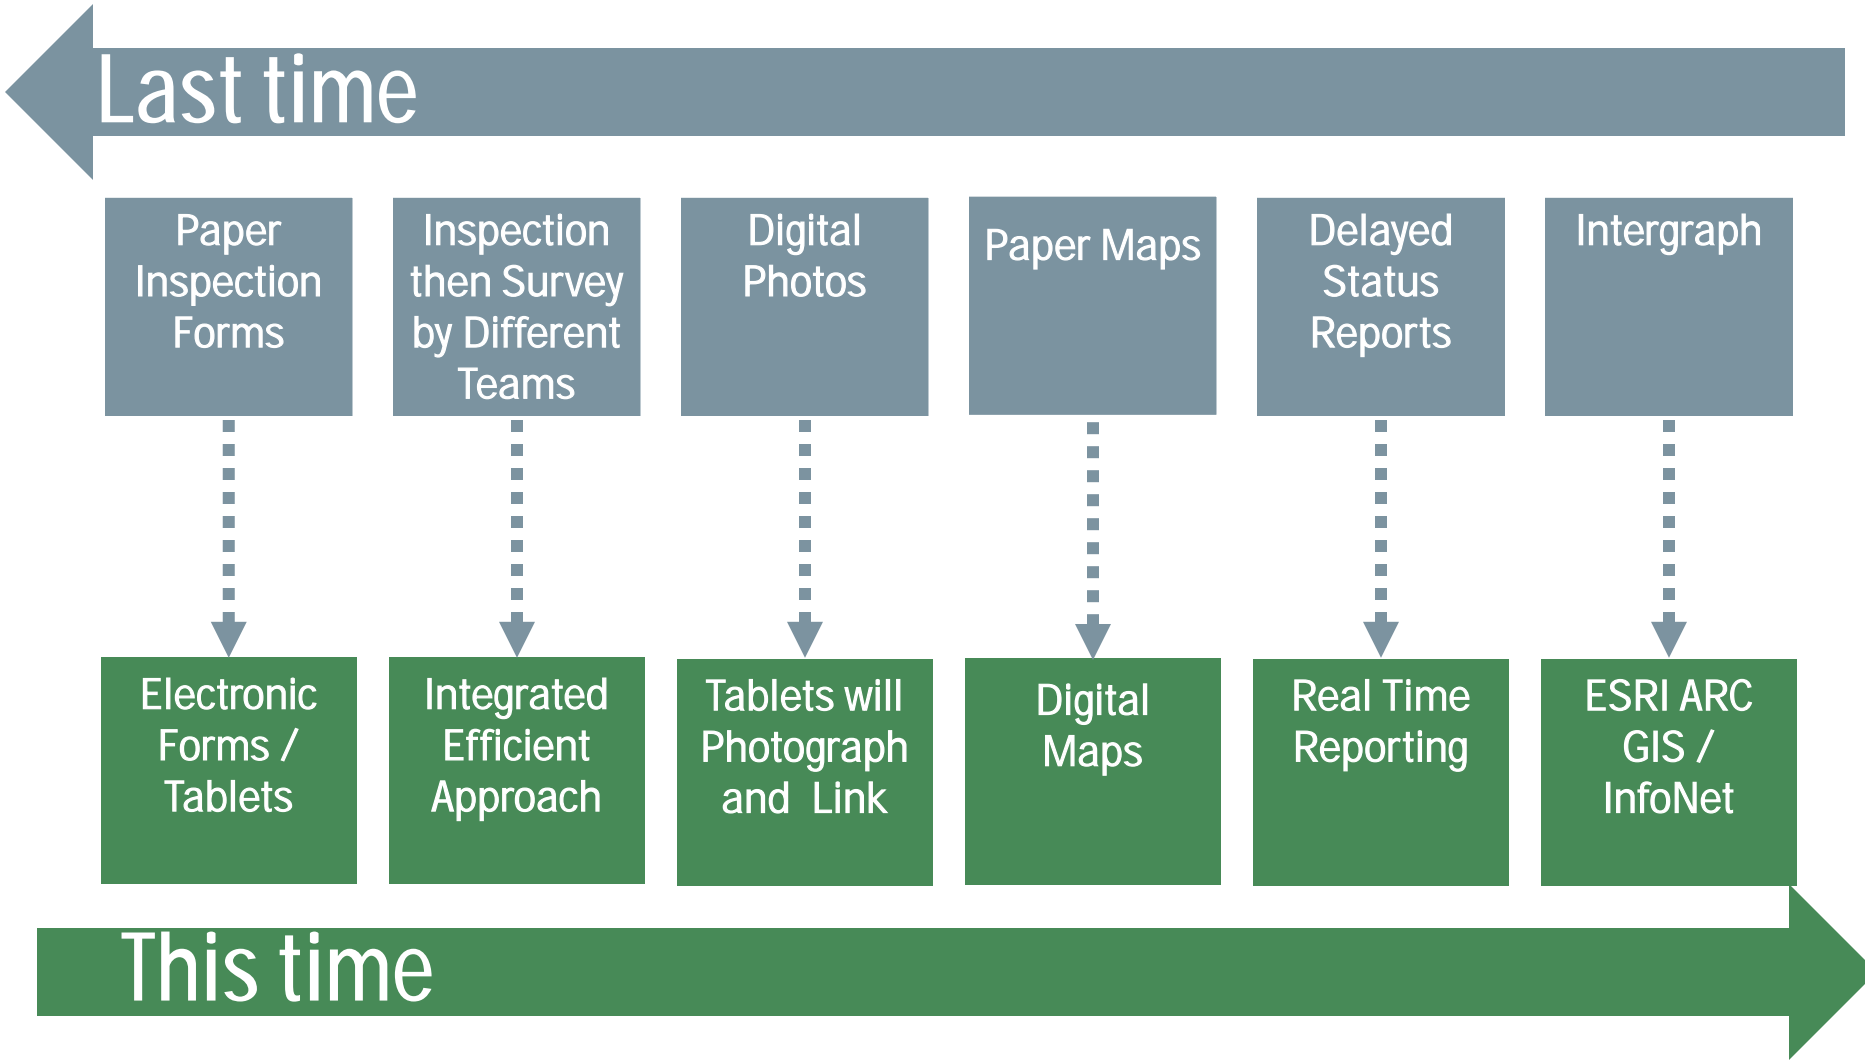 Last time
Paper
Inspection
Forms
Inspection
then Survey
by Different
Teams
Digital
Photos
Paper Maps
Delayed
Status
Reports
Intergraph
Electronic
Forms /
Tablets
Integrated
Efficient
Approach
Tablets will
Photograph
and Link
Digital
Maps
Real Time
Reporting
ESRI ARC
GIS /
InfoNet
This time